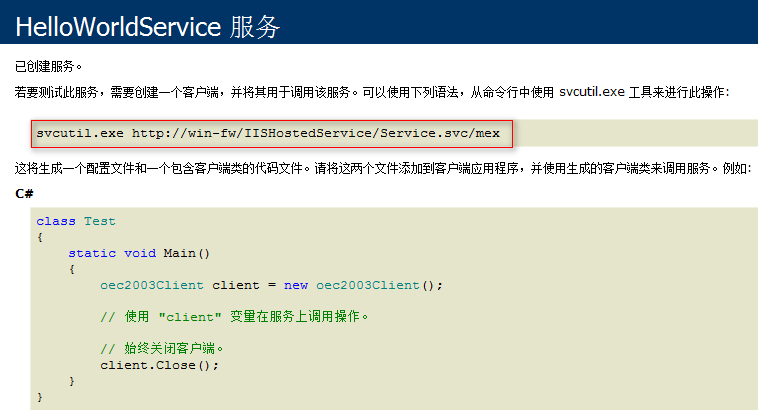 HelloWorldService 服务
已创建服务。
若要测试此服务，需要创建一个客户端，并将其用于调用该服务。可以使用下列语法，从命令行中使用 svcutil.exe 工具来进行此操作:
svcutil.exe http://win-fw/IISHostedService/Service.svc/mex
这将生成一个配置文件和一个包含客户端类的代码文件。请将这两个文件添加到客户端应用程序，并使用生成的客户端类来调用服务。例如:
C#
class Test
{
    static void Main()
    {
        oec2003Client client = new oec2003Client();
        // 使用 "client" 变量在服务上调用操作。
        // 始终关闭客户端。
        client.Close();
    }
}